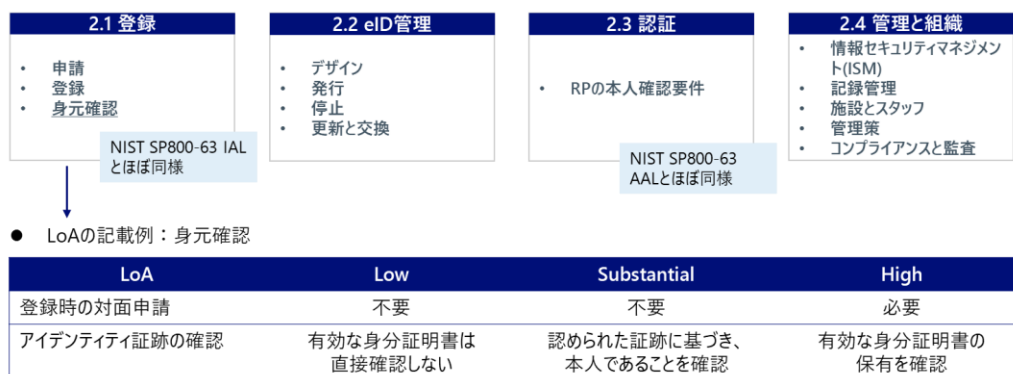 2.1 登録
• 申請
• 登録
• 身元確認
NIST SP800-63 IAL
とほぼ同様
2.2 eID管理
• デザイン
• 発行
• 停止
• 更新と交換
2.3 認証
• RPの本人確認要件
NIST SP800-63
AALとほぼ同様
2.4 管理と組織
• 情報セキュリティマネジメン
ト(ISM)
• 記録管理
• 施設とスタッフ
• 管理策
• コンプライアンスと監査
● LoAの記載例：身元確認
LoA Low Substantial High
登録時の対面申請 不要 不要 必要
アイデンティティ証跡の確認 有効な身分証明書は 認められた証跡に基づき、 有効な身分証明書の
直接確認しない 本人であることを確認 保有を確認